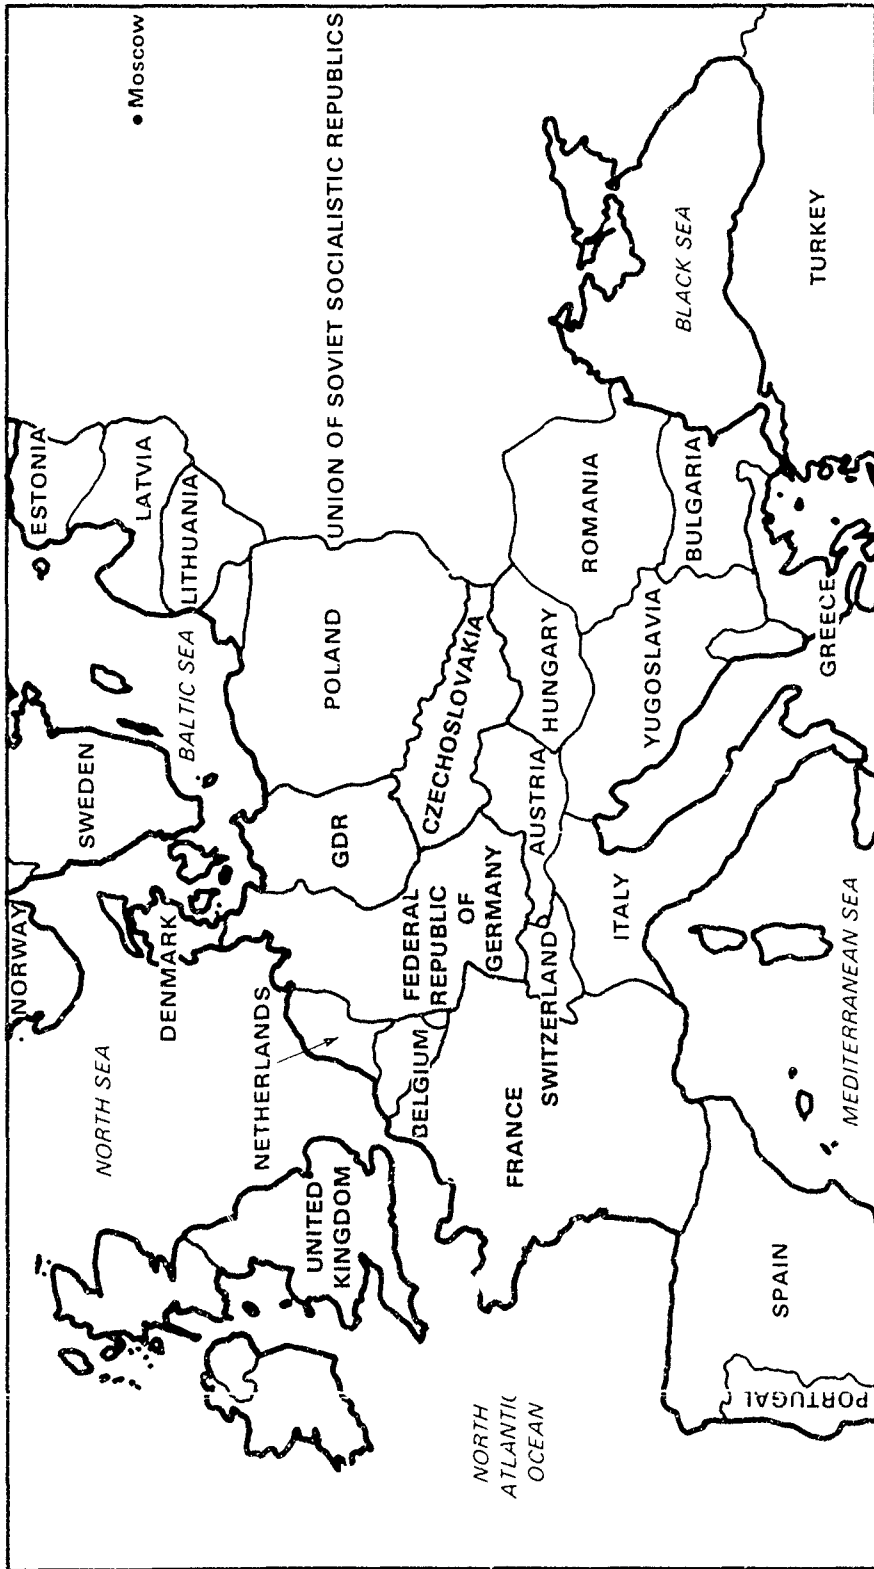 NORWAY
SWEDEN
ESTONIA
LATVIA
LITHUANIA
Moscow
NORTH SEA
DENMARK
BALTIC SEA
NETHERLANDS
UNITED
KINGDOM
GDR
POLAND
UNION OF SOVIET SOCIALISTIC REPUBLICS
BELGIUM
FEDERAL
REPUBLIC
OF
GERMANY
CZECHOSLOVAKIA
NORTH
ATLANTIC
OCEAN
FRANCE
SWITZERLAND
AUSTRIA
HUNGARY
ROMANIA
ITALY
YUGOSLAVIA
BULGARIA
BLACK SEA
PORTUGAL
SPAIN
MEDITERRANEAN SEA
GREECE
TURKEY